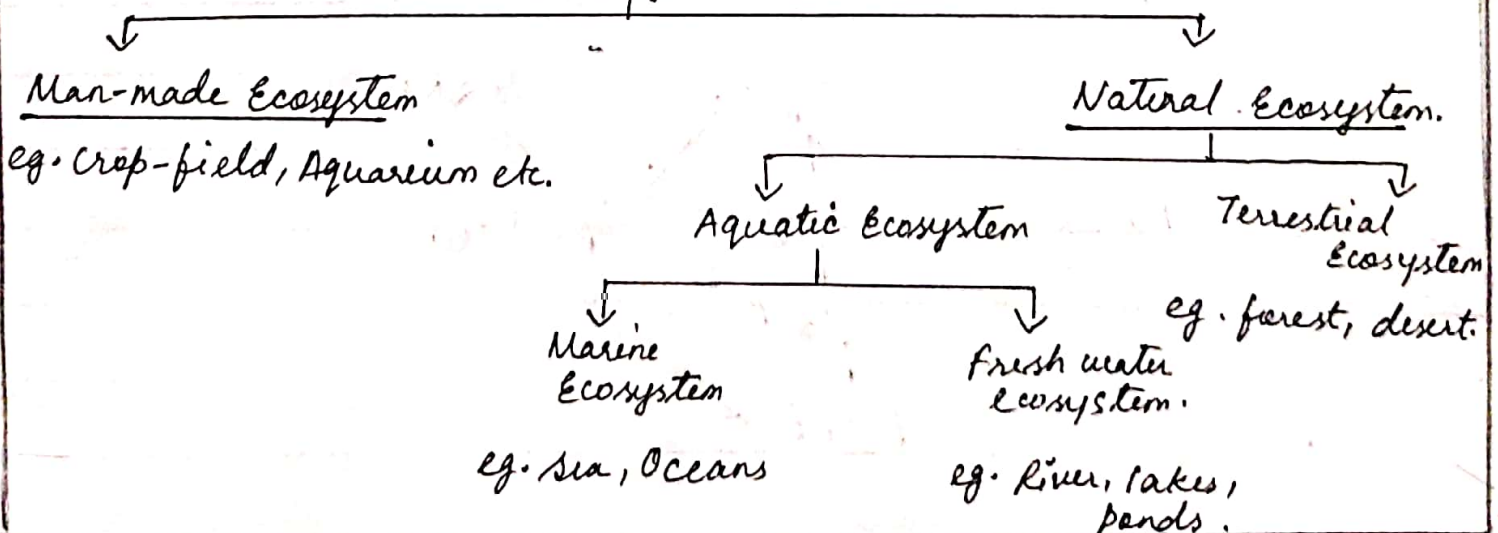 Man-made Ecosystem
Natural Ecosystem.
eg. Crop-field, Aquarium etc.
Aquatic Ecosystem
Terrestrial
Ecosystem
eg. forest, desert.
Marine
Ecosystem
fresh water
ecosystem.
eg. sea, Oceans
eg. River, lakes,
ponds.